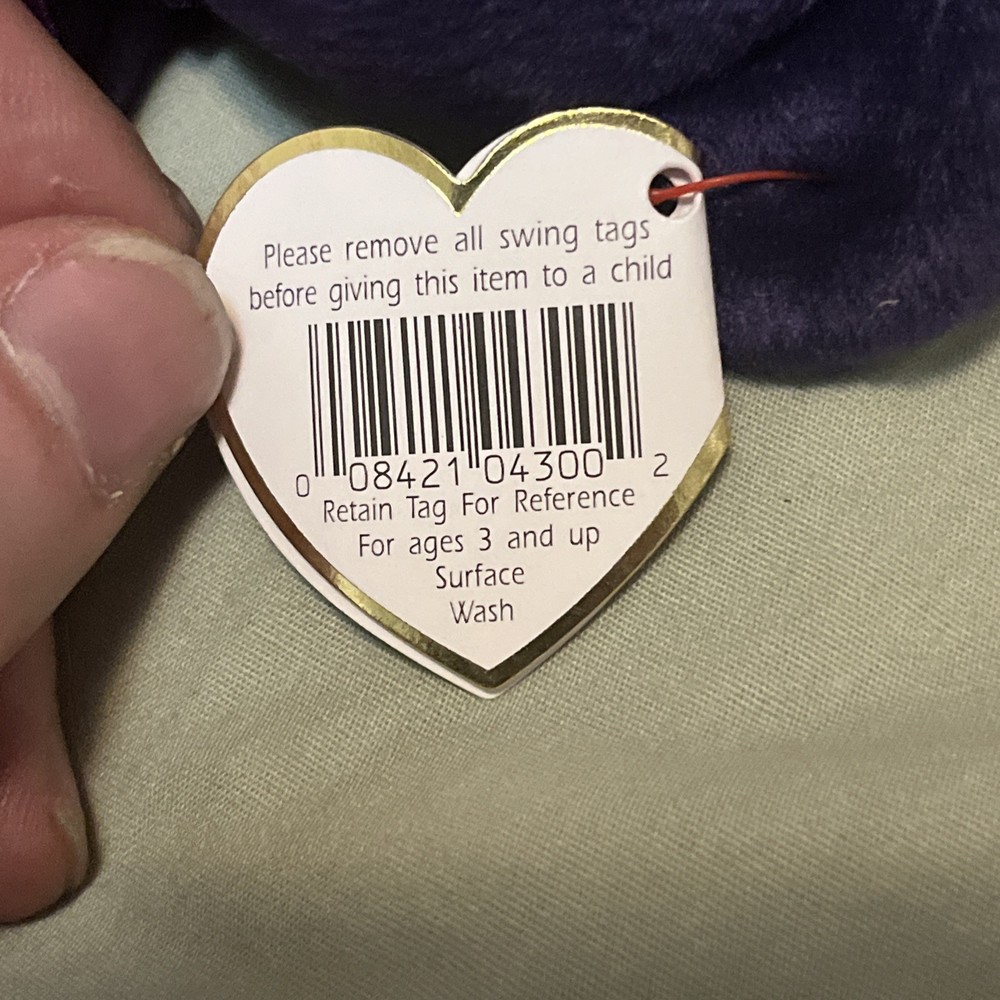 Please remove all swing tags
before giving this item to a child
0 08421 04300 2
Retain Tag For Reference
For ages 3 and up
Surface
Wash